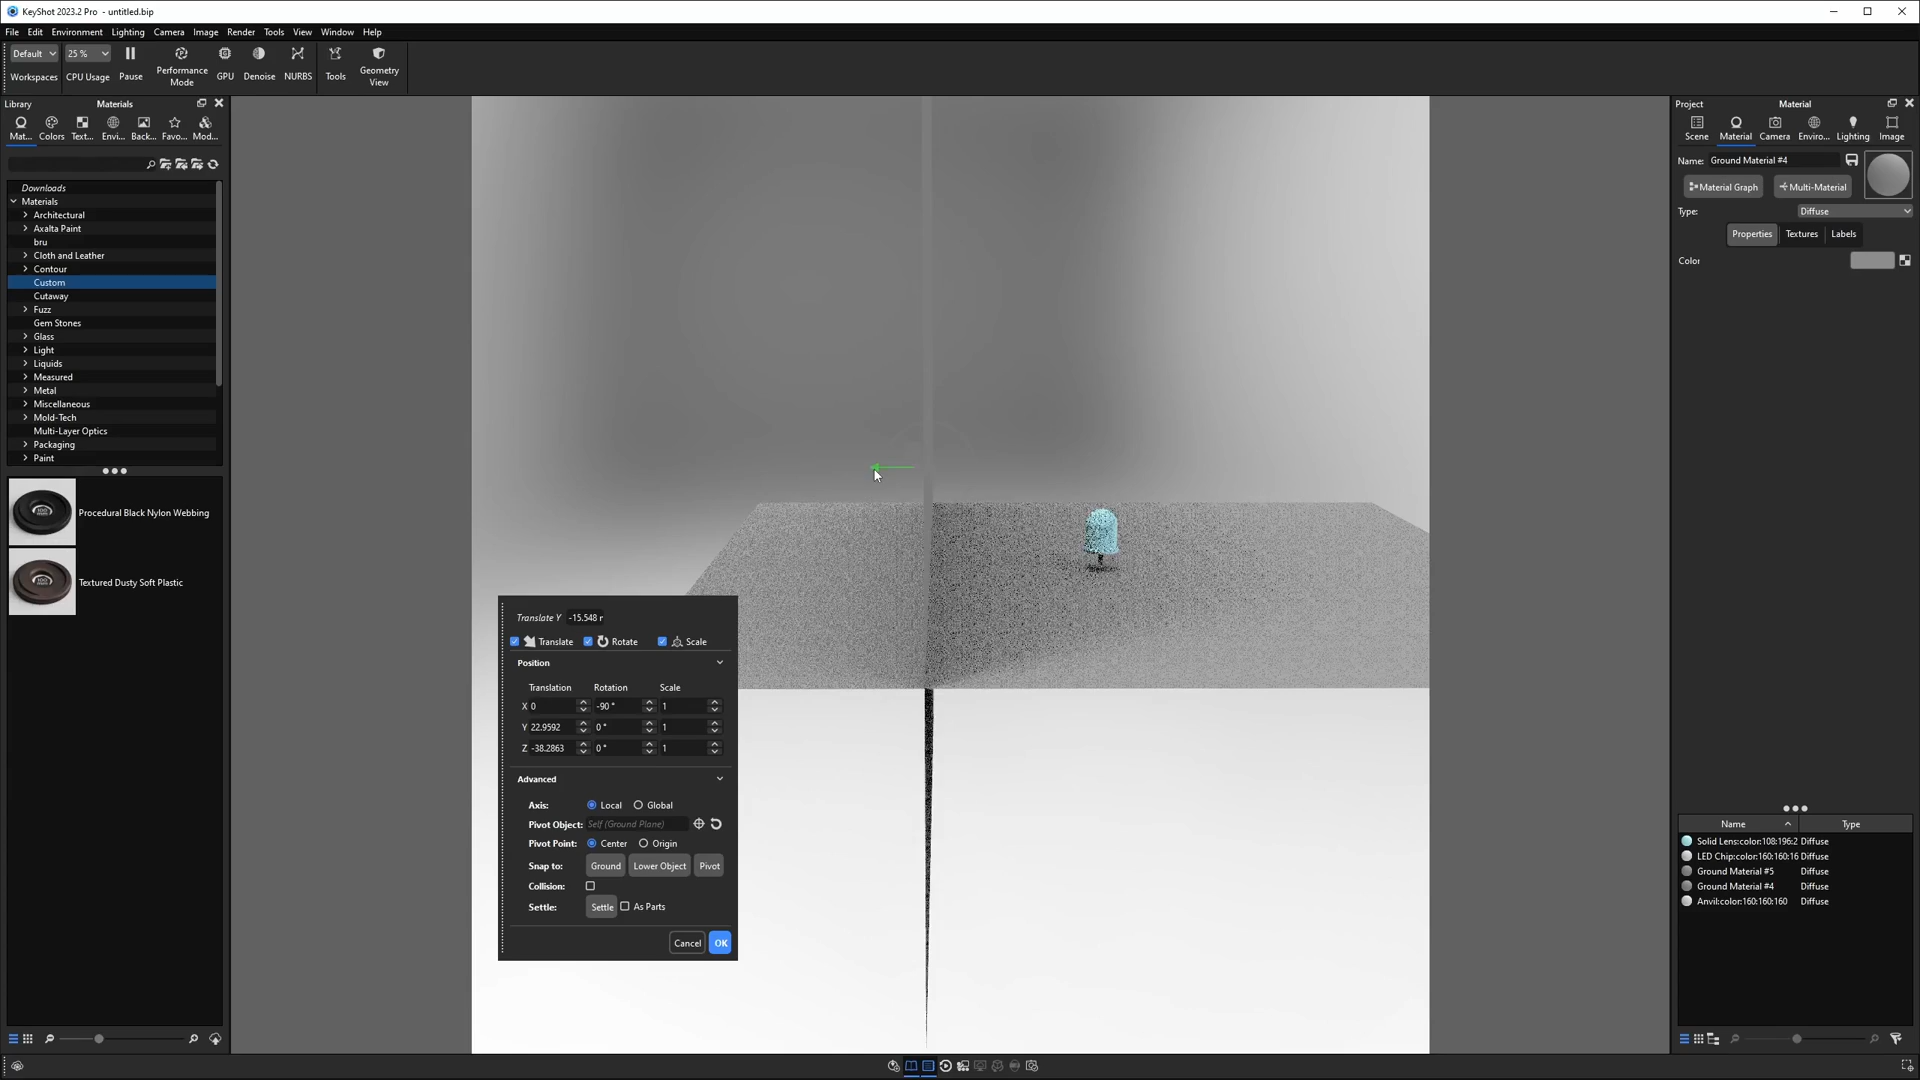 KeyShot 2023.2 Pro - untitled.bip
File Edit Environment Lighting Camera Image Render Tools View Window Help
Default 25 %
Workspaces CPU Usage Pause Performance Mode GPU Denoise NURBS Tools Geometry View
Library Materials
Mat... Colors Text... Envi... Back... Favo... Mod...
Downloads
Materials
Architectural
Axalta Paint
bru
Cloth and Leather
Contour
Custom
Cutaway
Fuzz
Gem Stones
Glass
Light
Liquids
Measured
Metal
Miscellaneous
Mold-Tech
Multi-Layer Optics
Packaging
Paint
Procedural Black Nylon Webbing
Textured Dusty Soft Plastic
Translate Y -15.548 r
Translate Rotate Scale
Position
Translation Rotation Scale
X 0 -90 ° 1
Y 22.9592 0 ° 1
Z -38.2863 0 ° 1
Advanced
Axis: Local Global
Pivot Object: Self (Ground Plane)
Pivot Point: Center Origin
Snap to: Ground Lower Object Pivot
Collision:
Settle: Settle As Parts
Cancel OK
Project Material
Scene Material Camera Enviro... Lighting Image
Name: Ground Material #4
Material Graph Multi-Material
Type: Diffuse
Properties Textures Labels
Color
Name Type
Solid Lens:color:108:196:2 Diffuse
LED Chip:color:160:160:16 Diffuse
Ground Material #5 Diffuse
Ground Material #4 Diffuse
Anvil:color:160:160:160 Diffuse